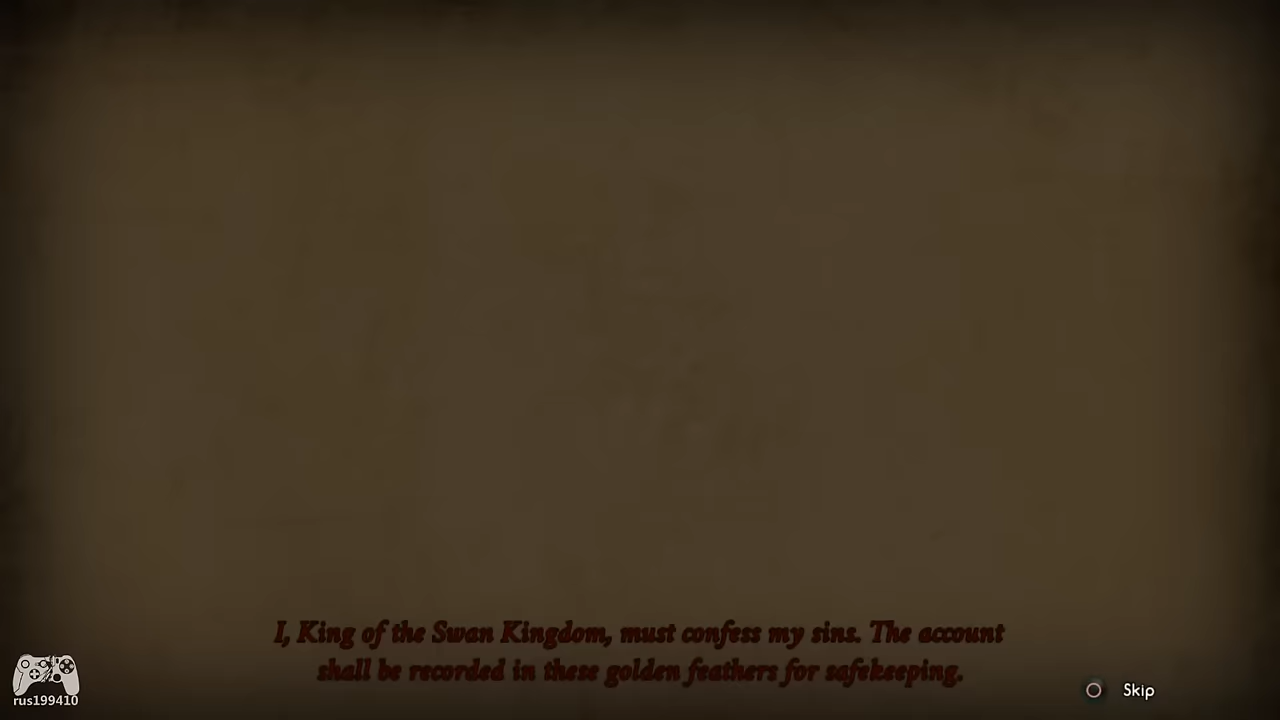 I, King of the Swan Kingdom, must confess my sins. The account
shall be recorded in these golden feathers for safekeeping.
Skip
rus199410